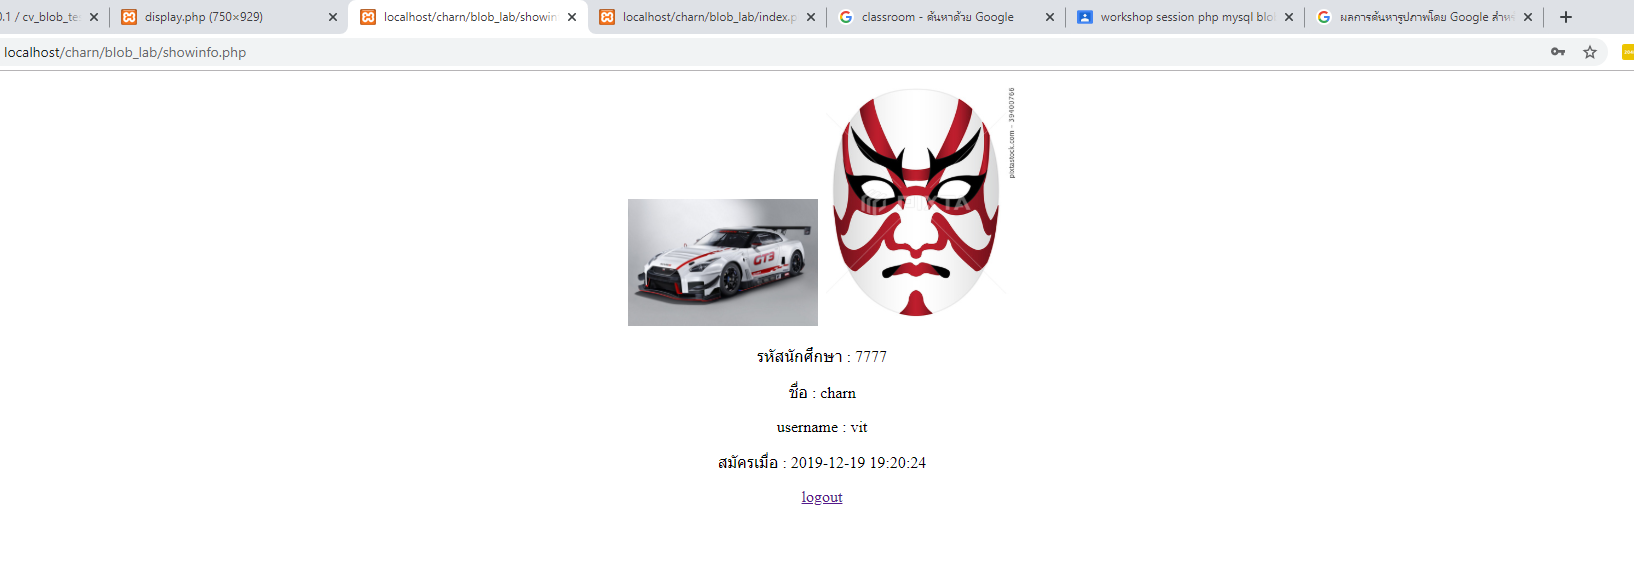 0.1 / cv_blob_te
display.php (750×929)
localhost/charn/blob_lab/showin
localhost/charn/blob_lab/index.p
classroom - ค้นหาด้วย Google
workshop session php mysql blo
ผลการค้นหารูปภาพโดย Google สำห
localhost/charn/blob_lab/showinfo.php
pixtastock.com - 39400766
PIXTA
GT3
รหัสนักศึกษา : 7777
ชื่อ : charn
username : vit
สมัครเมื่อ : 2019-12-19 19:20:24
logout